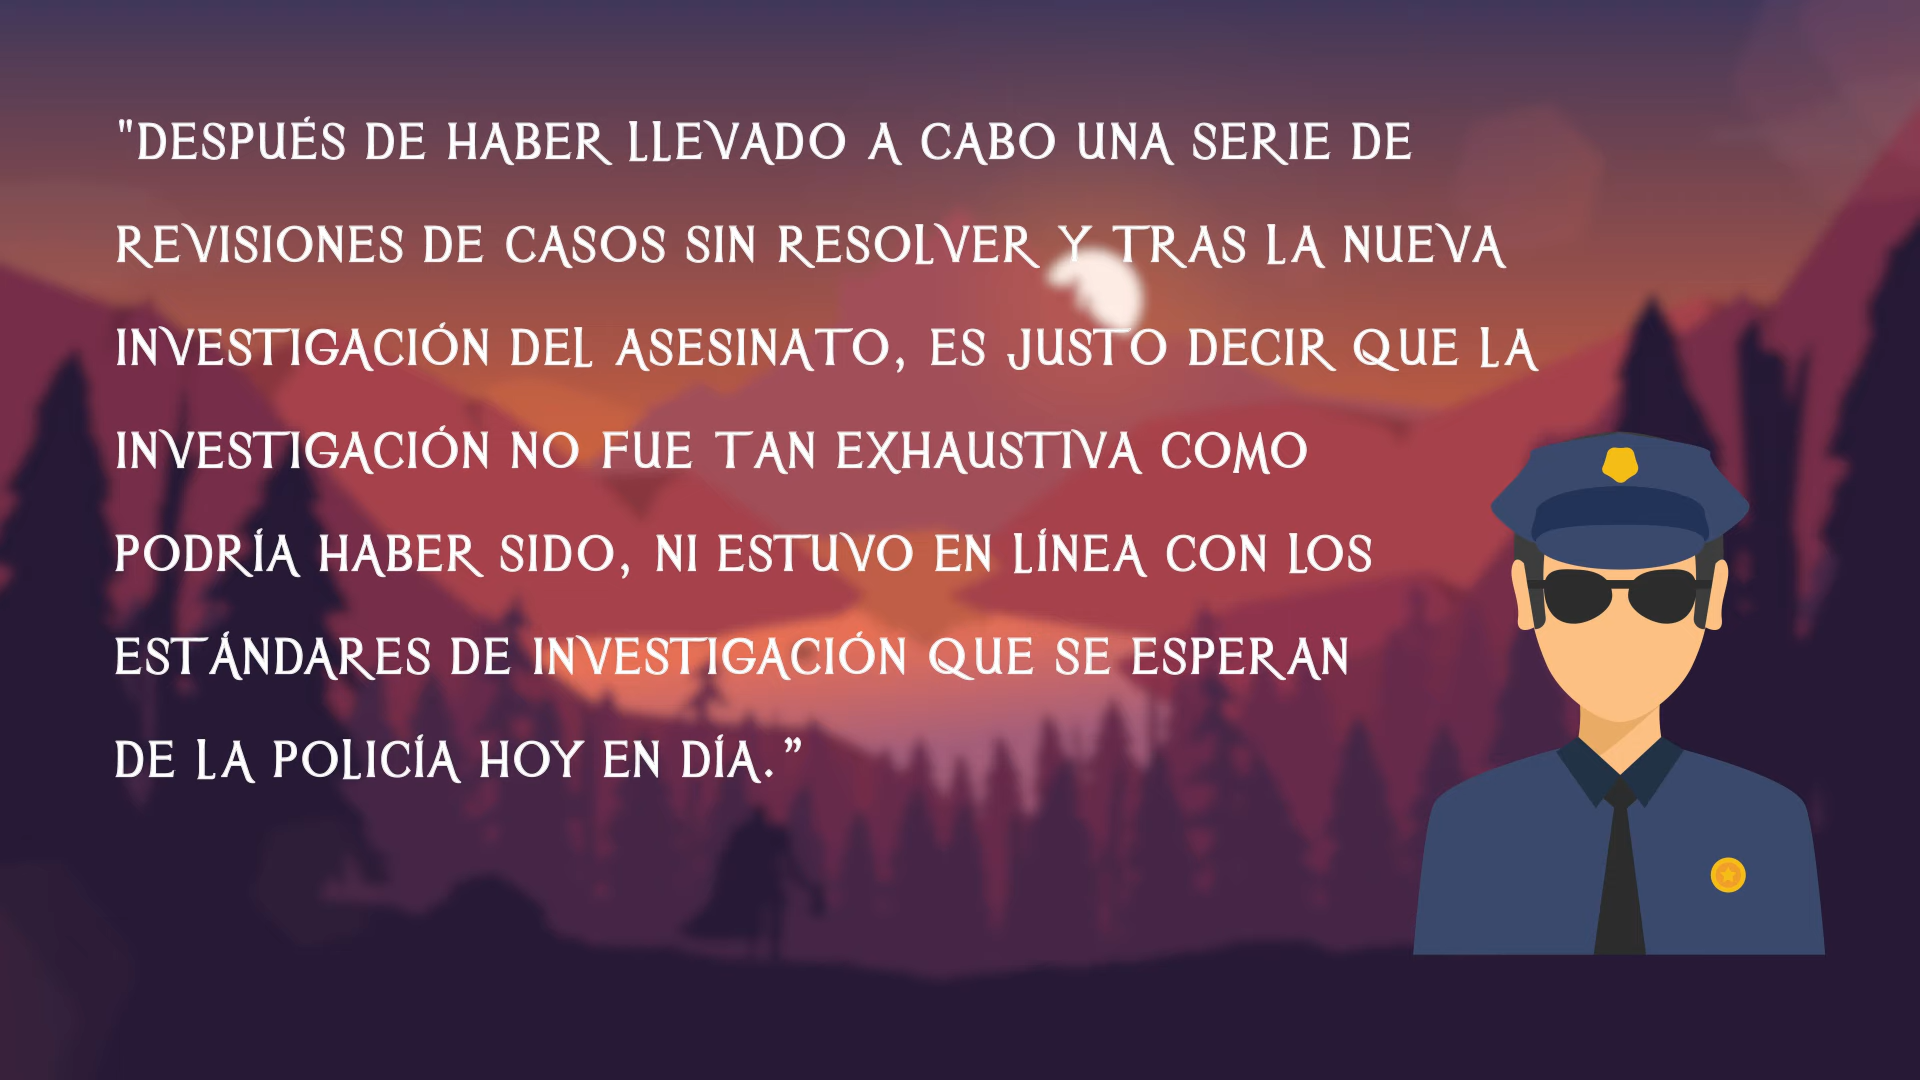 "DESPUÉS DE HABER LLEVADO A CABO UNA SERIE DE
REVISIONES DE CASOS SIN RESOLVER Y TRAS LA NUEVA
INVESTIGACIÓN DEL ASESINATO, ES JUSTO DECIR QUE LA
INVESTIGACIÓN NO FUE TAN EXHAUSTIVA COMO
PODRÍA HABER SIDO, NI ESTUVO EN LÍNEA CON LOS
ESTÁNDARES DE INVESTIGACIÓN QUE SE ESPERAN
DE LA POLICÍA HOY EN DÍA.”